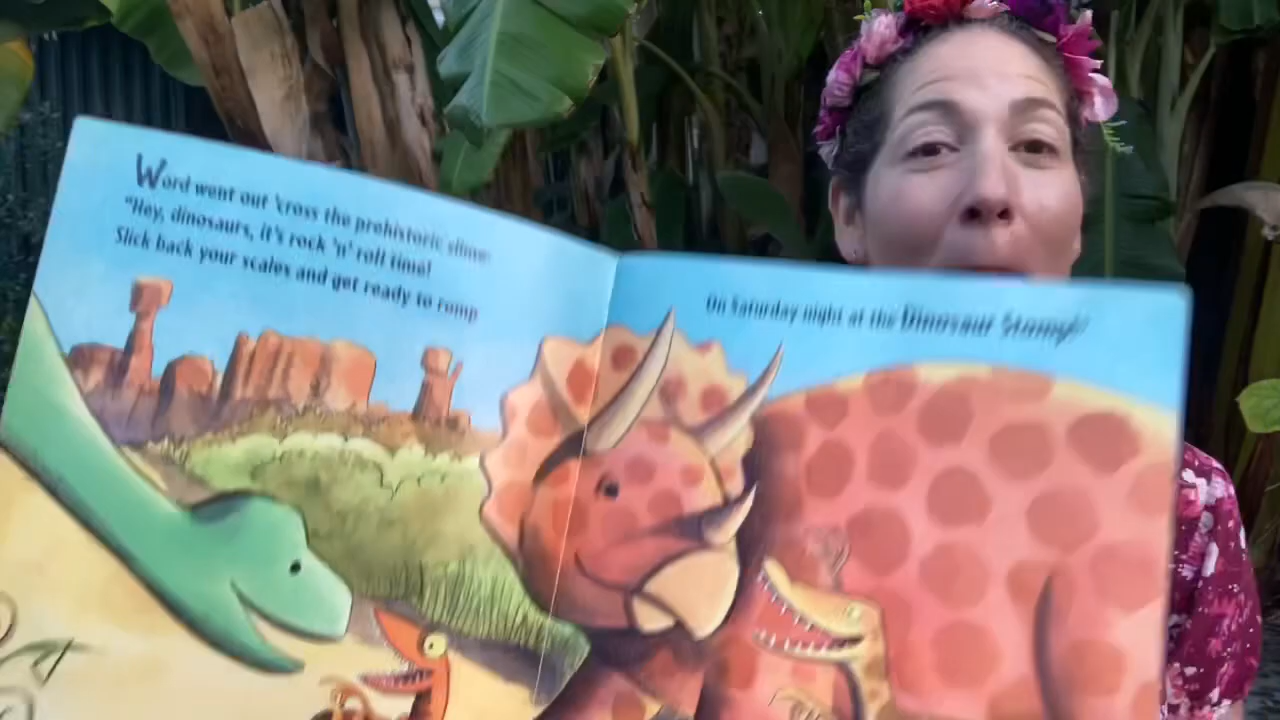 Word went out 'cross the prehistoric slime:
"Hey, dinosaurs, it's rock 'n' roll time!
Slick back your scales and get ready to romp
On Saturday night at the Dinosaur Stomp!"